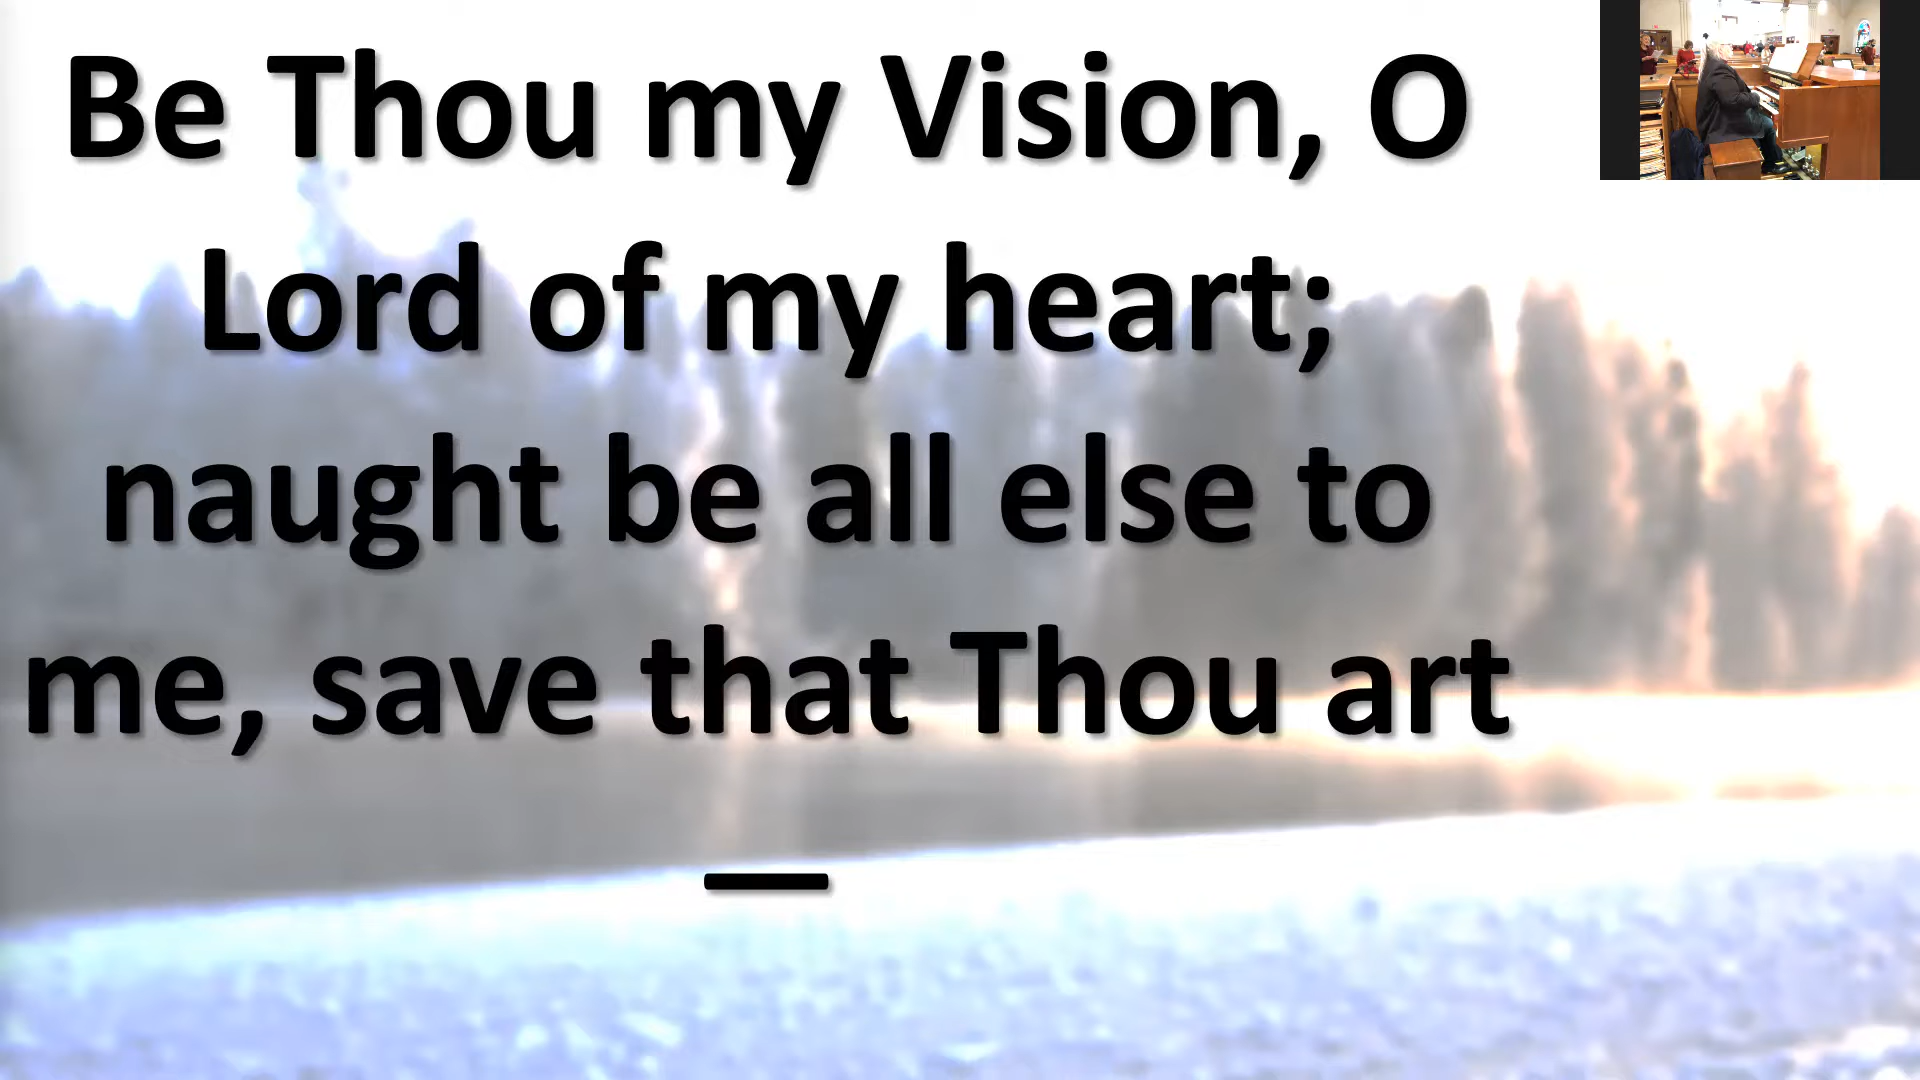 Be Thou my Vision, O
Lord of my heart;
naught be all else to
me, save that Thou art
—